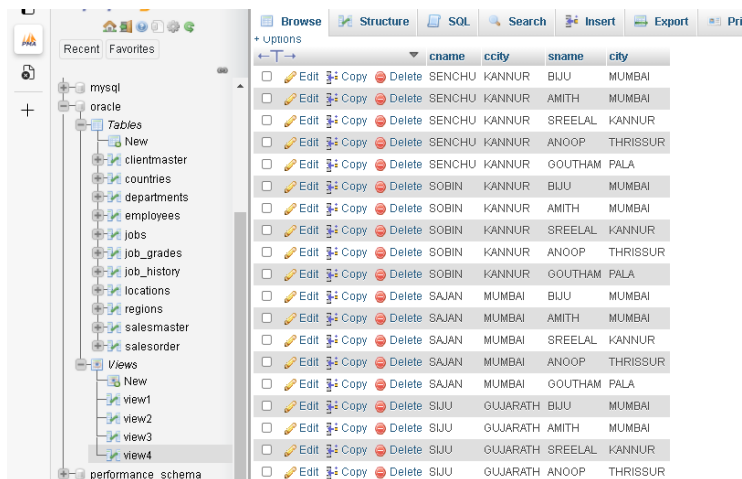 Browse Structure SQL Search Insert Export Pri
+ Options
cname ccity sname city
Edit Copy Delete SENCHU KANNUR BIJU MUMBAI
Edit Copy Delete SENCHU KANNUR AMITH MUMBAI
Edit Copy Delete SENCHU KANNUR SREELAL KANNUR
Edit Copy Delete SENCHU KANNUR ANOOP THRISSUR
Edit Copy Delete SENCHU KANNUR GOUTHAM PALA
Edit Copy Delete SOBIN KANNUR BIJU MUMBAI
Edit Copy Delete SOBIN KANNUR AMITH MUMBAI
Edit Copy Delete SOBIN KANNUR SREELAL KANNUR
Edit Copy Delete SOBIN KANNUR ANOOP THRISSUR
Edit Copy Delete SOBIN KANNUR GOUTHAM PALA
Edit Copy Delete SAJAN MUMBAI BIJU MUMBAI
Edit Copy Delete SAJAN MUMBAI AMITH MUMBAI
Edit Copy Delete SAJAN MUMBAI SREELAL KANNUR
Edit Copy Delete SAJAN MUMBAI ANOOP THRISSUR
Edit Copy Delete SAJAN MUMBAI GOUTHAM PALA
Edit Copy Delete SIJU GUJARATH BIJU MUMBAI
Edit Copy Delete SIJU GUJARATH AMITH MUMBAI
Edit Copy Delete SIJU GUJARATH SREELAL KANNUR
Edit Copy Delete SIJU GUJARATH ANOOP THRISSUR
PMA
Recent Favorites
mysql
oracle
Tables
New
clientmaster
countries
departments
employees
jobs
job_grades
job_history
locations
regions
salesmaster
salesorder
Views
New
view1
view2
view3
view4
performance_schema